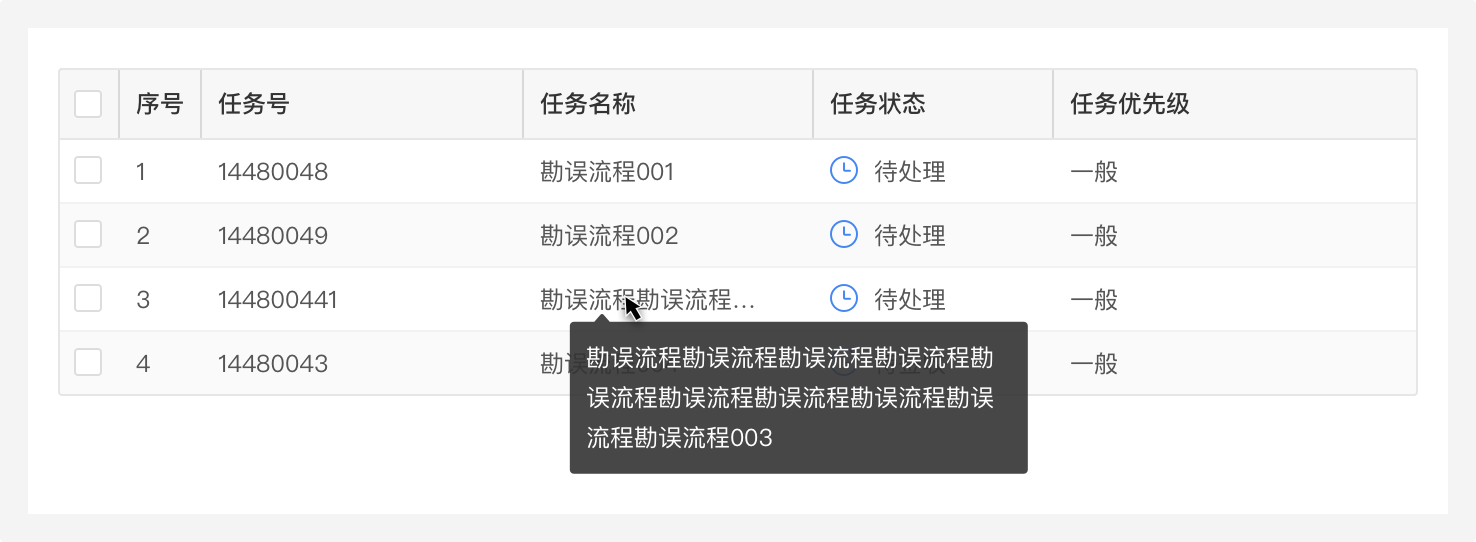 序号 任务号 任务名称 任务状态 任务优先级
1 14480048 勘误流程001 待处理 一般
2 14480049 勘误流程002 待处理 一般
3 144800441 勘误流程勘误流程... 待处理 一般
4 14480043 一般
勘误流程勘误流程勘误流程勘误流程勘
误流程勘误流程勘误流程勘误流程勘误
流程勘误流程003